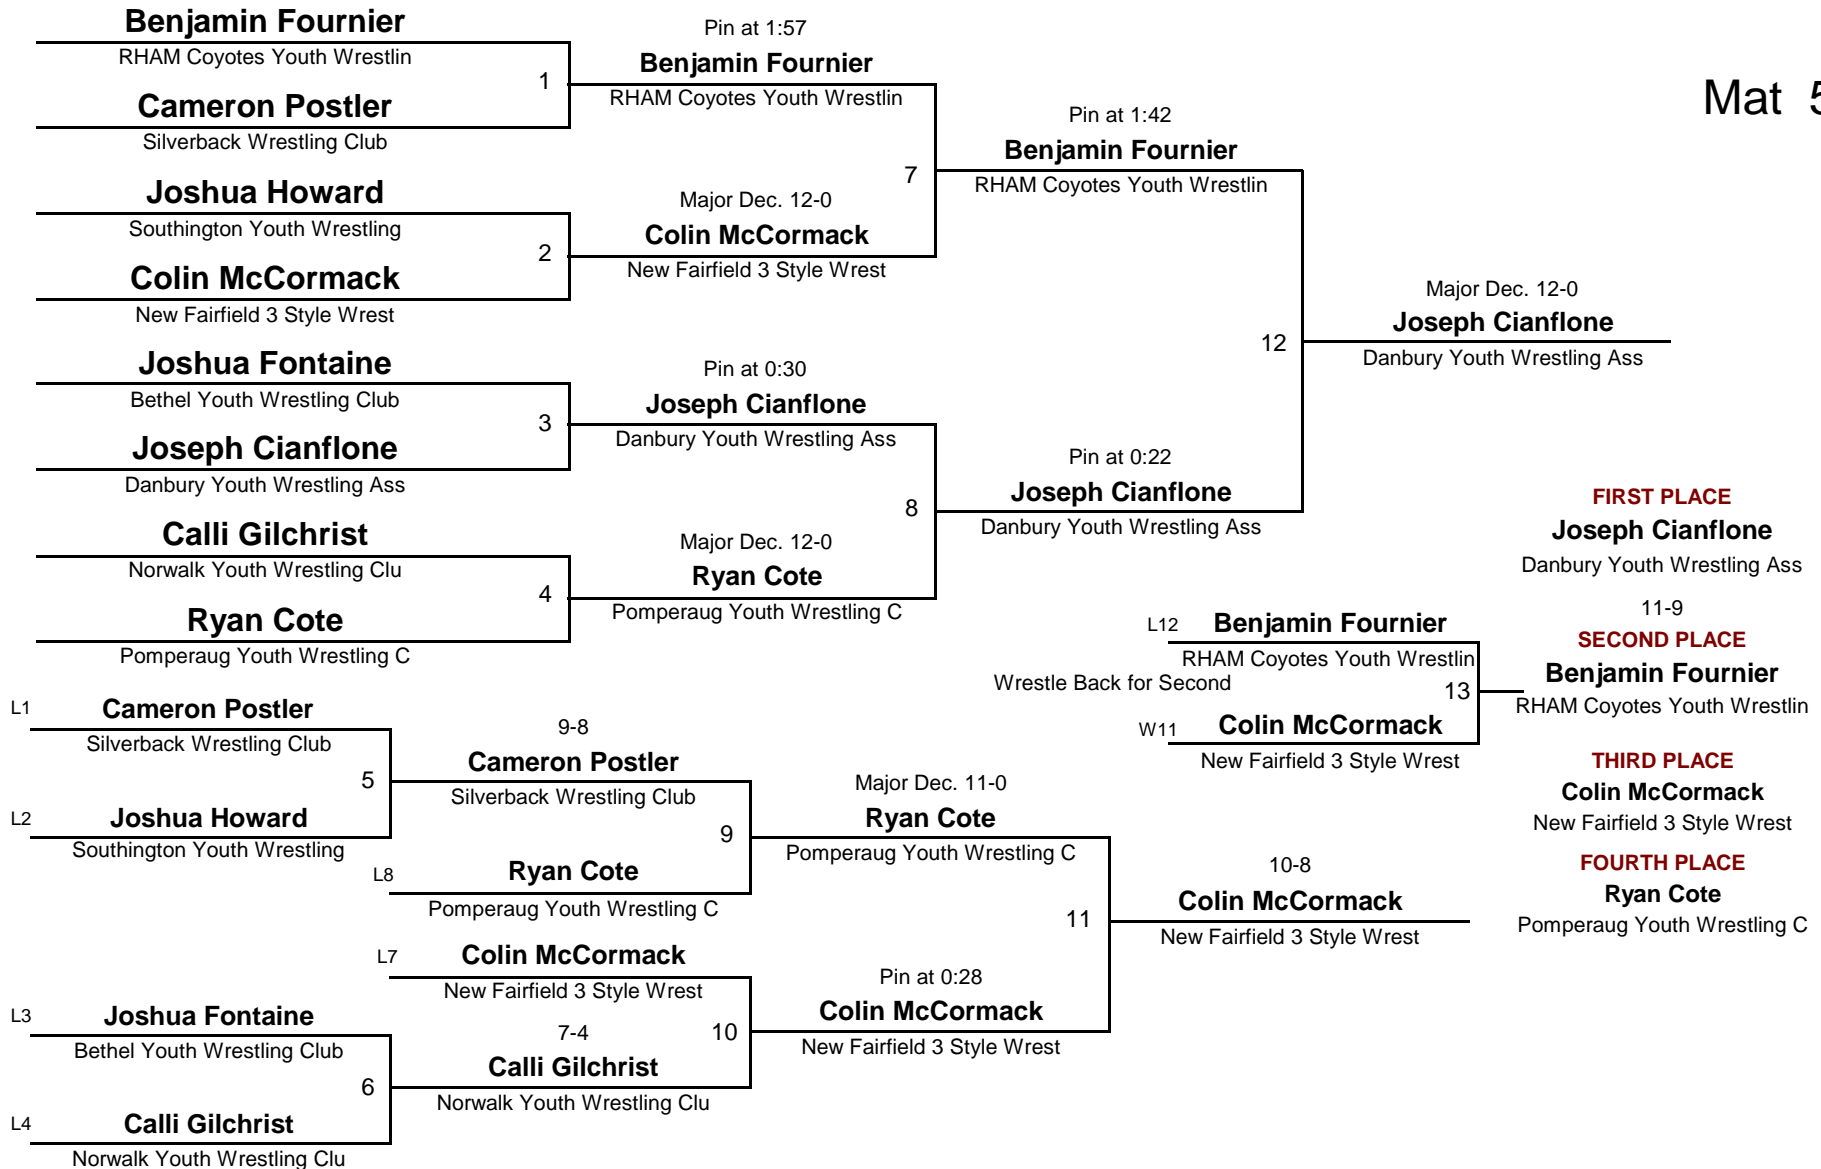 Benjamin Fournier
RHAM Coyotes Youth Wrestlin
1
Cameron Postler
Silverback Wrestling Club
Joshua Howard
Southington Youth Wrestling
2
Colin McCormack
New Fairfield 3 Style Wrest
Joshua Fontaine
Bethel Youth Wrestling Club
3
Joseph Cianflone
Danbury Youth Wrestling Ass
Calli Gilchrist
Norwalk Youth Wrestling Clu
4
Ryan Cote
Pomperaug Youth Wrestling C
Pin at 1:57
Benjamin Fournier
RHAM Coyotes Youth Wrestlin
7
Major Dec. 12-0
Colin McCormack
New Fairfield 3 Style Wrest
Pin at 0:30
Joseph Cianflone
Danbury Youth Wrestling Ass
8
Major Dec. 12-0
Ryan Cote
Pomperaug Youth Wrestling C
Pin at 1:42
Benjamin Fournier
RHAM Coyotes Youth Wrestlin
12
Pin at 0:22
Joseph Cianflone
Danbury Youth Wrestling Ass
Mat 5
Major Dec. 12-0
Joseph Cianflone
Danbury Youth Wrestling Ass
L1
Cameron Postler
Silverback Wrestling Club
5
L2
Joshua Howard
Southington Youth Wrestling
L3
Joshua Fontaine
Bethel Youth Wrestling Club
6
L4
Calli Gilchrist
Norwalk Youth Wrestling Clu
9-8
Cameron Postler
Silverback Wrestling Club
9
L8
Ryan Cote
Pomperaug Youth Wrestling C
L7
Colin McCormack
New Fairfield 3 Style Wrest
10
7-4
Calli Gilchrist
Norwalk Youth Wrestling Clu
Major Dec. 11-0
Ryan Cote
Pomperaug Youth Wrestling C
11
Pin at 0:28
Colin McCormack
New Fairfield 3 Style Wrest
10-8
Colin McCormack
New Fairfield 3 Style Wrest
L12
Benjamin Fournier
RHAM Coyotes Youth Wrestlin
Wrestle Back for Second
13
W11
Colin McCormack
New Fairfield 3 Style Wrest
FIRST PLACE
Joseph Cianflone
Danbury Youth Wrestling Ass
11-9
SECOND PLACE
Benjamin Fournier
RHAM Coyotes Youth Wrestlin
THIRD PLACE
Colin McCormack
New Fairfield 3 Style Wrest
FOURTH PLACE
Ryan Cote
Pomperaug Youth Wrestling C